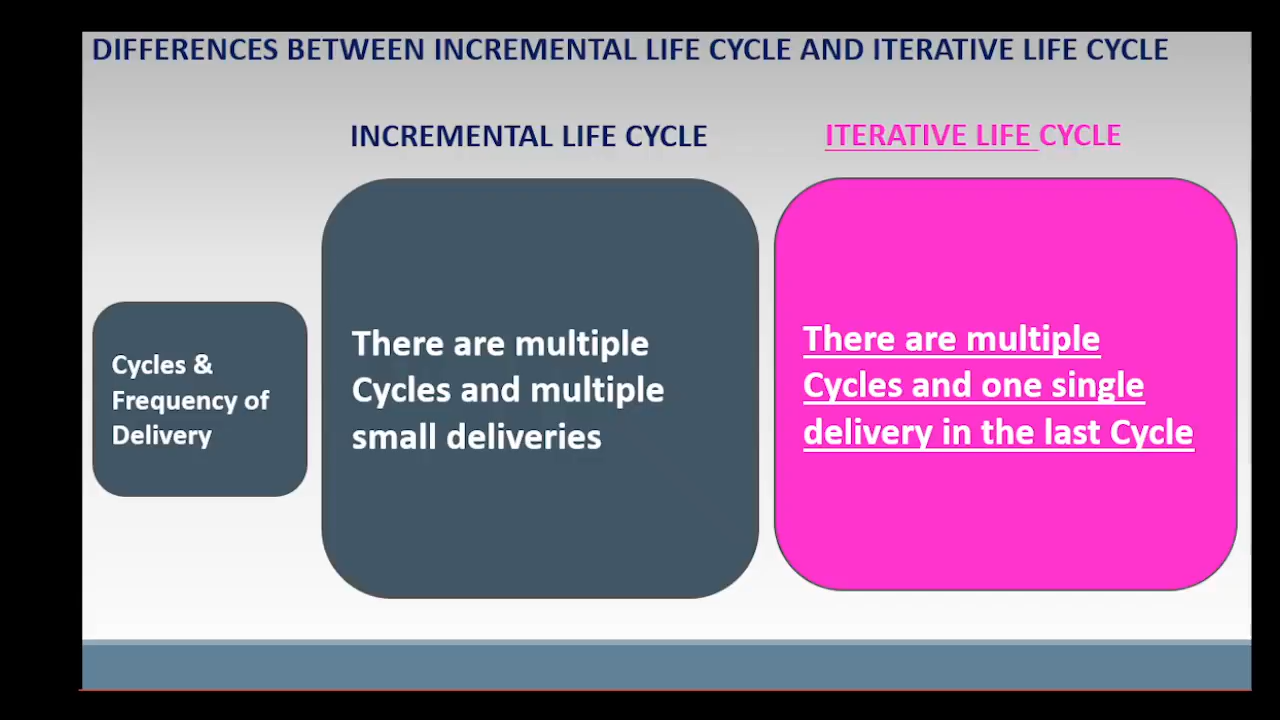 DIFFERENCES BETWEEN INCREMENTAL LIFE CYCLE AND ITERATIVE LIFE CYCLE
INCREMENTAL LIFE CYCLE
ITERATIVE LIFE CYCLE
Cycles &
Frequency of
Delivery
There are multiple
Cycles and multiple
small deliveries
There are multiple
Cycles and one single
delivery in the last Cycle